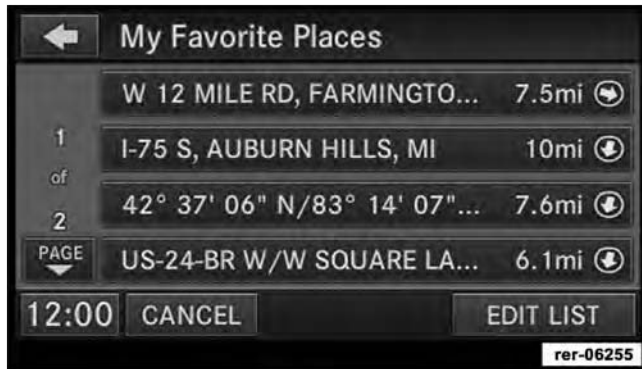 My Favorite Places
W 12 MILE RD, FARMINGTO... 7.5mi
1 of 2
I-75 S, AUBURN HILLS, MI 10mi
42° 37' 06" N/83° 14' 07"... 7.6mi
PAGE
US-24-BR W/W SQUARE LA... 6.1mi
12:00 CANCEL EDIT LIST
rer-06255